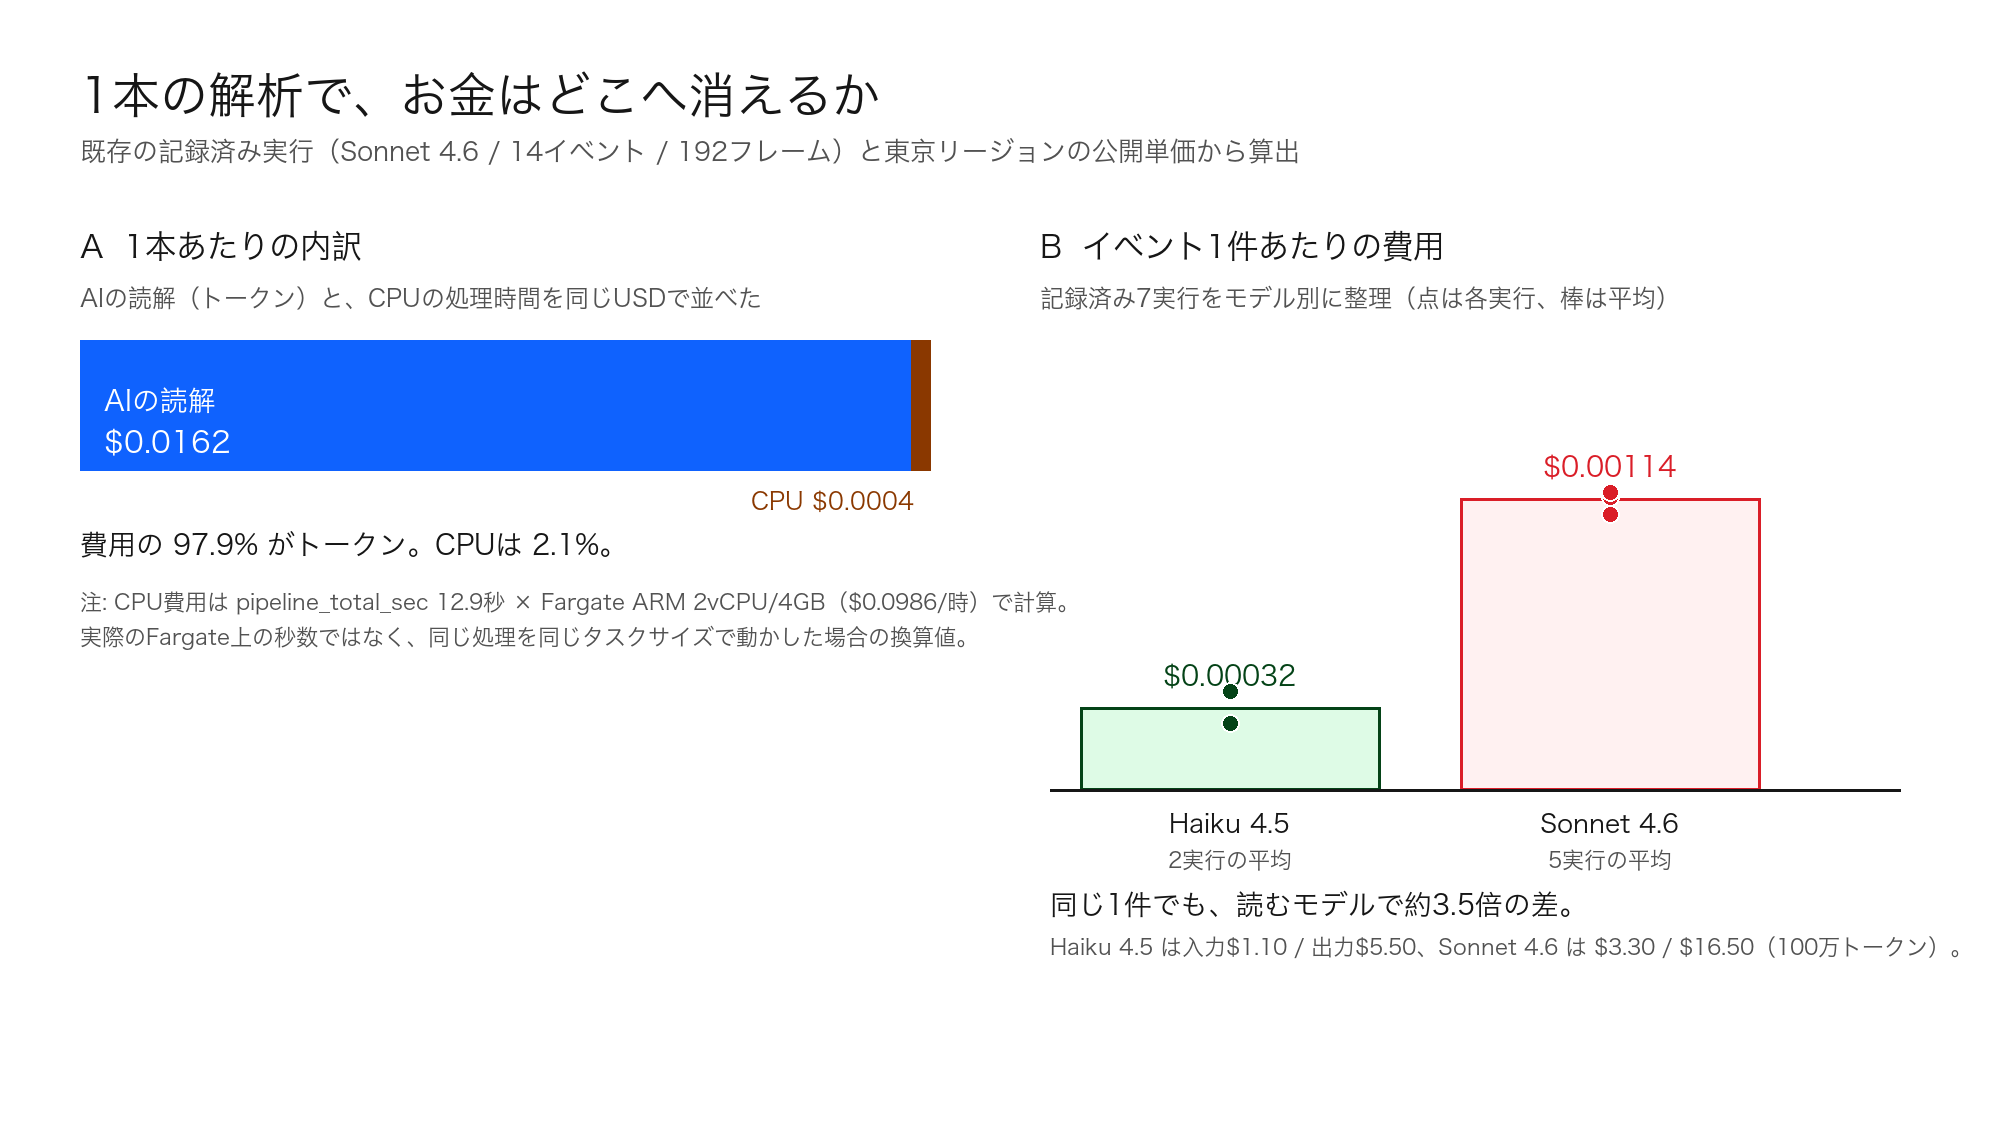 1本の解析で、お金はどこへ消えるか
既存の記録済み実行（Sonnet 4.6 / 14イベント / 192フレーム）と東京リージョンの公開単価から算出
A 1本あたりの内訳
AIの読解（トークン）と、CPUの処理時間を同じUSDで並べた
AIの読解
$0.0162
CPU $0.0004
費用の 97.9% がトークン。CPUは 2.1%。
注: CPU費用は pipeline_total_sec 12.9秒 × Fargate ARM 2vCPU/4GB（$0.0986/時）で計算。
実際のFargate上の秒数ではなく、同じ処理を同じタスクサイズで動かした場合の換算値。
B イベント1件あたりの費用
記録済み7実行をモデル別に整理（点は各実行、棒は平均）
$0.00032
$0.00114
Haiku 4.5
2実行の平均
Sonnet 4.6
5実行の平均
同じ1件でも、読むモデルで約3.5倍の差。
Haiku 4.5 は入力$1.10 / 出力$5.50、Sonnet 4.6 は $3.30 / $16.50（100万トークン）。